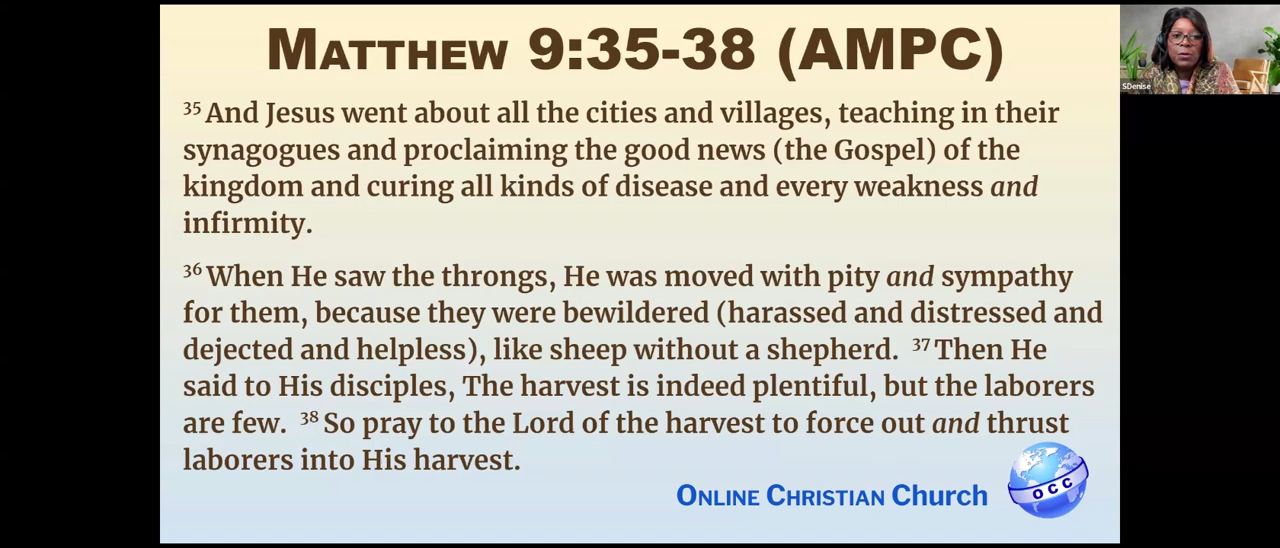 MATTHEW 9:35-38 (AMPC)
SDenise
35 And Jesus went about all the cities and villages, teaching in their
synagogues and proclaiming the good news (the Gospel) of the
kingdom and curing all kinds of disease and every weakness and
infirmity.
36 When He saw the throngs, He was moved with pity and sympathy
for them, because they were bewildered (harassed and distressed and
dejected and helpless), like sheep without a shepherd. 37 Then He
said to His disciples, The harvest is indeed plentiful, but the laborers
are few. 38 So pray to the Lord of the harvest to force out and thrust
laborers into His harvest.
ONLINE CHRISTIAN Church
OCC